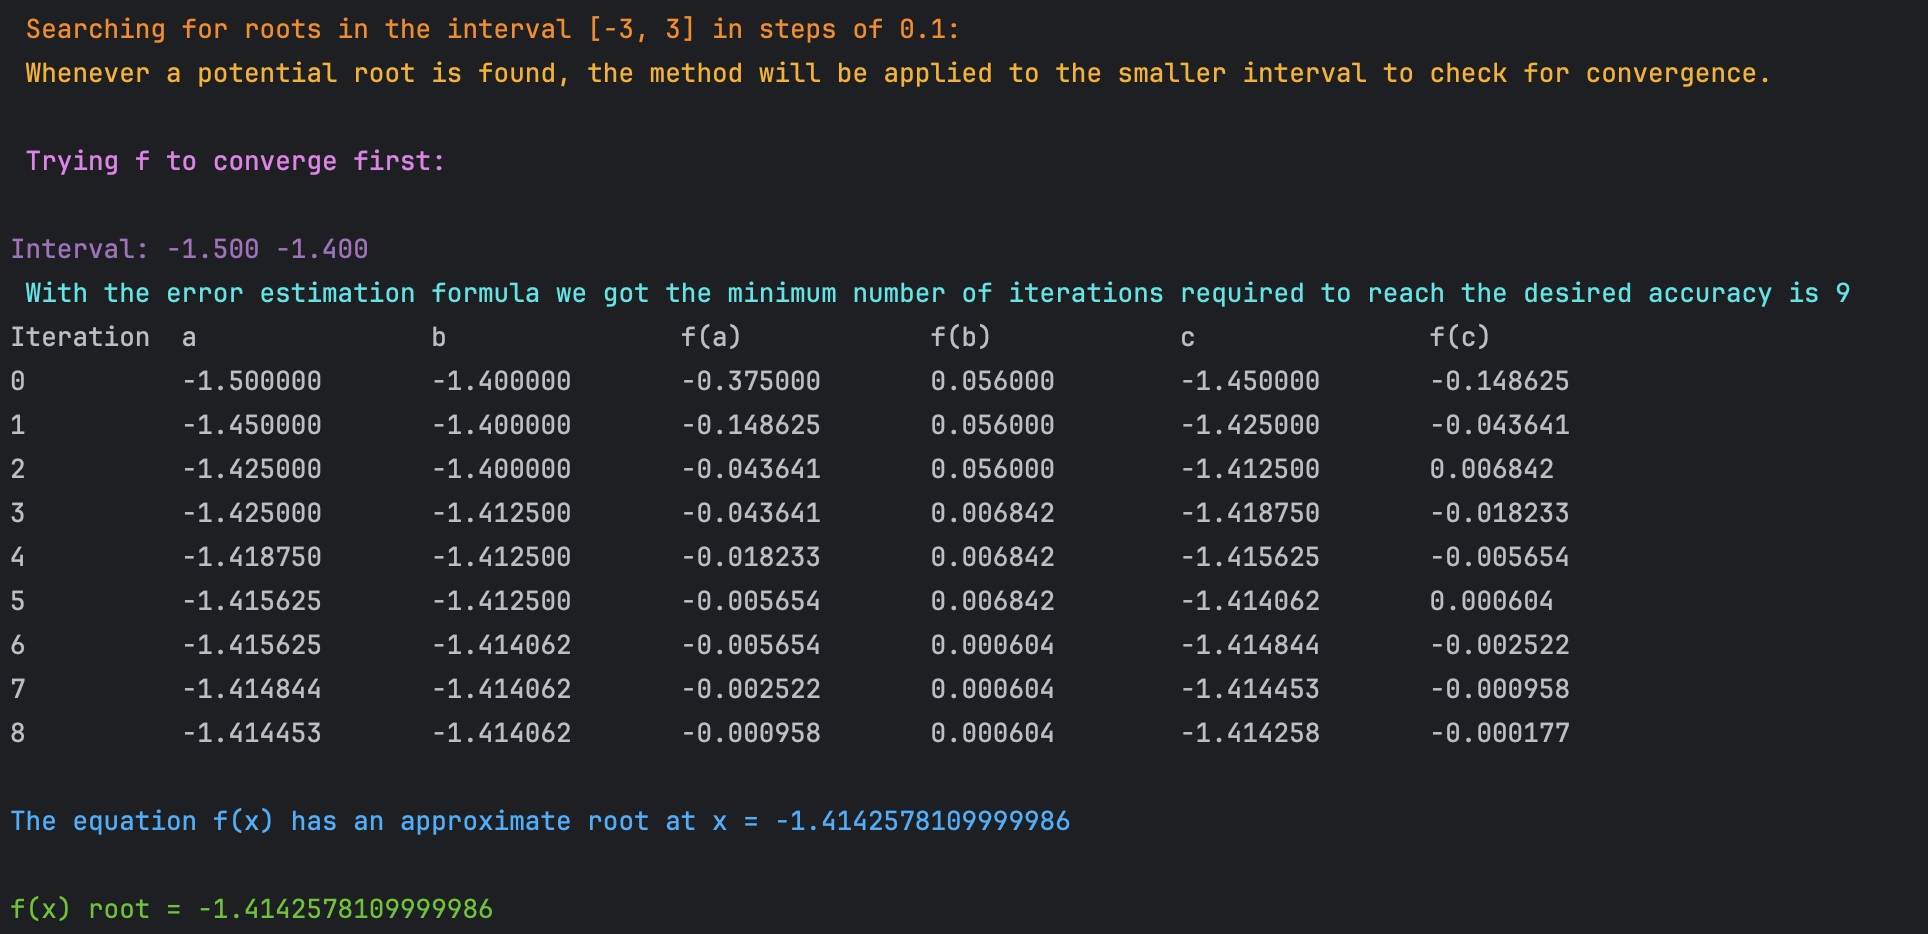 Searching for roots in the interval [-3, 3] in steps of 0.1:
Whenever a potential root is found, the method will be applied to the smaller interval to check for convergence.
Trying f to converge first:
Interval: -1.500 -1.400
With the error estimation formula we got the minimum number of iterations required to reach the desired accuracy is 9
Iteration a b f(a) f(b) c f(c)
0 -1.500000 -1.400000 -0.375000 0.056000 -1.450000 -0.148625
1 -1.450000 -1.400000 -0.148625 0.056000 -1.425000 -0.043641
2 -1.425000 -1.400000 -0.043641 0.056000 -1.412500 0.006842
3 -1.425000 -1.412500 -0.043641 0.006842 -1.418750 -0.018233
4 -1.418750 -1.412500 -0.018233 0.006842 -1.415625 -0.005654
5 -1.415625 -1.412500 -0.005654 0.006842 -1.414062 0.000604
6 -1.415625 -1.414062 -0.005654 0.000604 -1.414844 -0.002522
7 -1.414844 -1.414062 -0.002522 0.000604 -1.414453 -0.000958
8 -1.414453 -1.414062 -0.000958 0.000604 -1.414258 -0.000177
The equation f(x) has an approximate root at x = -1.4142578109999986
f(x) root = -1.4142578109999986